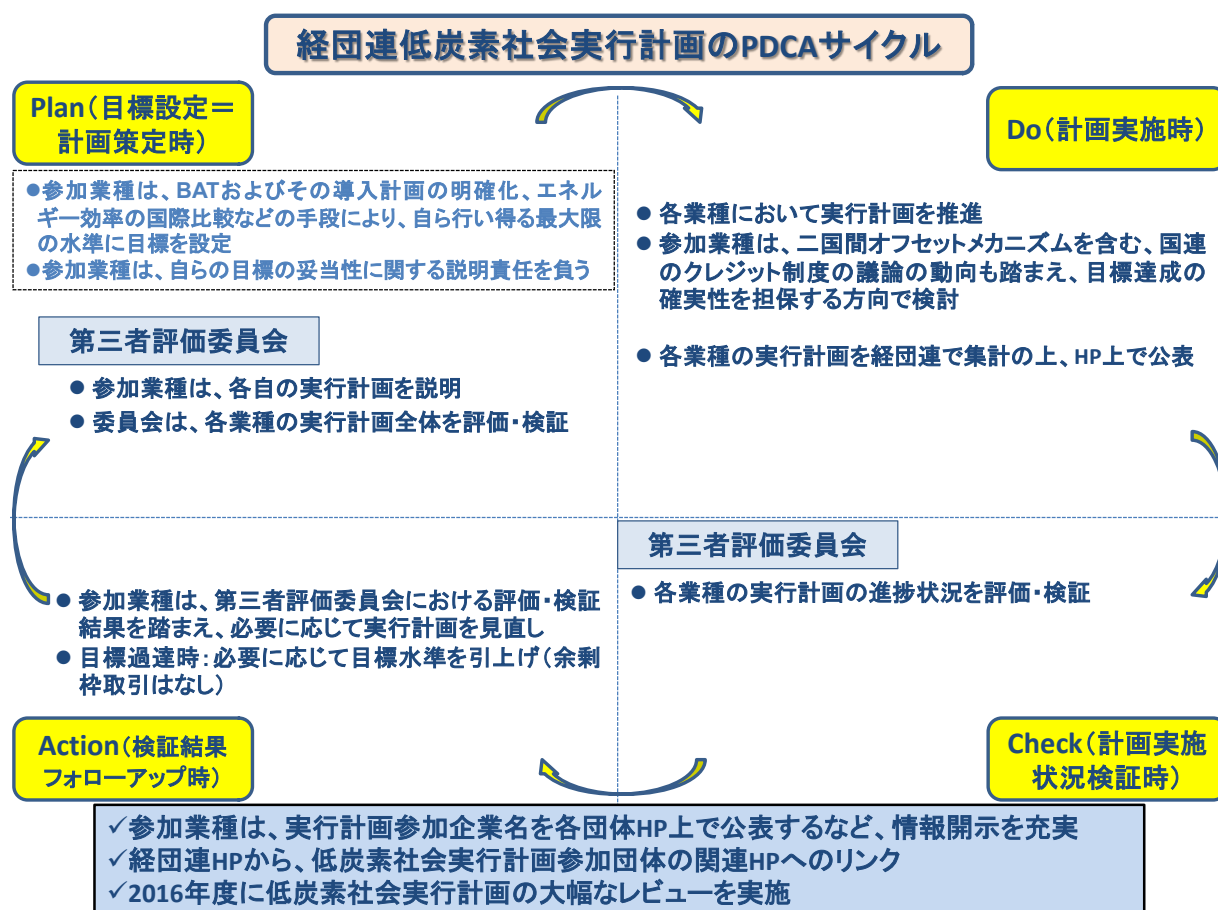 経団連低炭素社会実行計画のPDCAサイクル
Plan（目標設定＝
計画策定時）
●参加業種は、BATおよびその導入計画の明確化、エネル
ギー効率の国際比較などの手段により、自ら行い得る最大限
の水準に目標を設定
●参加業種は、自らの目標の妥当性に関する説明責任を負う
第三者評価委員会
● 参加業種は、各自の実行計画を説明
● 委員会は、各業種の実行計画全体を評価・検証
Do（計画実施時）
● 各業種において実行計画を推進
● 参加業種は、二国間オフセットメカニズムを含む、国連
のクレジット制度の議論の動向も踏まえ、目標達成の
確実性を担保する方向で検討
● 各業種の実行計画を経団連で集計の上、HP上で公表
第三者評価委員会
● 各業種の実行計画の進捗状況を評価・検証
Check（計画実施
状況検証時）
● 参加業種は、第三者評価委員会における評価・検証
結果を踏まえ、必要に応じて実行計画を見直し
● 目標過達時：必要に応じて目標水準を引上げ（余剰
枠取引はなし）
Action（検証結果
フォローアップ時）
✓参加業種は、実行計画参加企業名を各団体HP上で公表するなど、情報開示を充実
✓経団連HPから、低炭素社会実行計画参加団体の関連HPへのリンク
✓2016年度に低炭素社会実行計画の大幅なレビューを実施